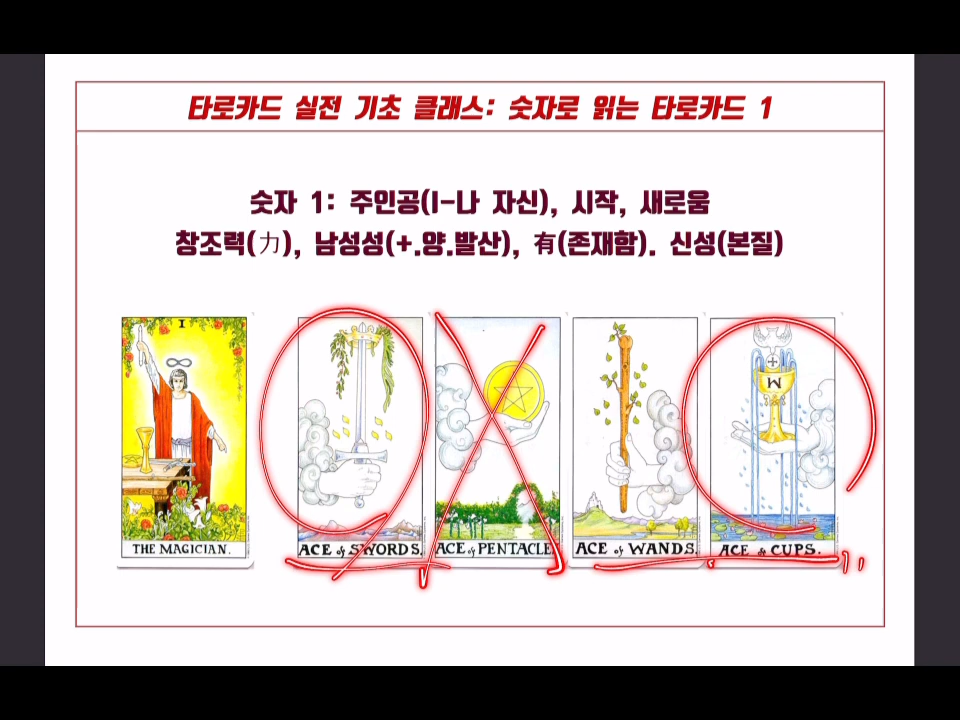 타로카드 실전 기초 클래스: 숫자로 읽는 타로카드 1
숫자 1: 주인공(I-나 자신), 시작, 새로움
창조력(力), 남성성(+.양.발산), 有(존재함). 신성(본질)
I
THE MAGICIAN.
ACE of SWORDS.
ACE of PENTACLE
ACE of WANDS.
ACE of CUPS.